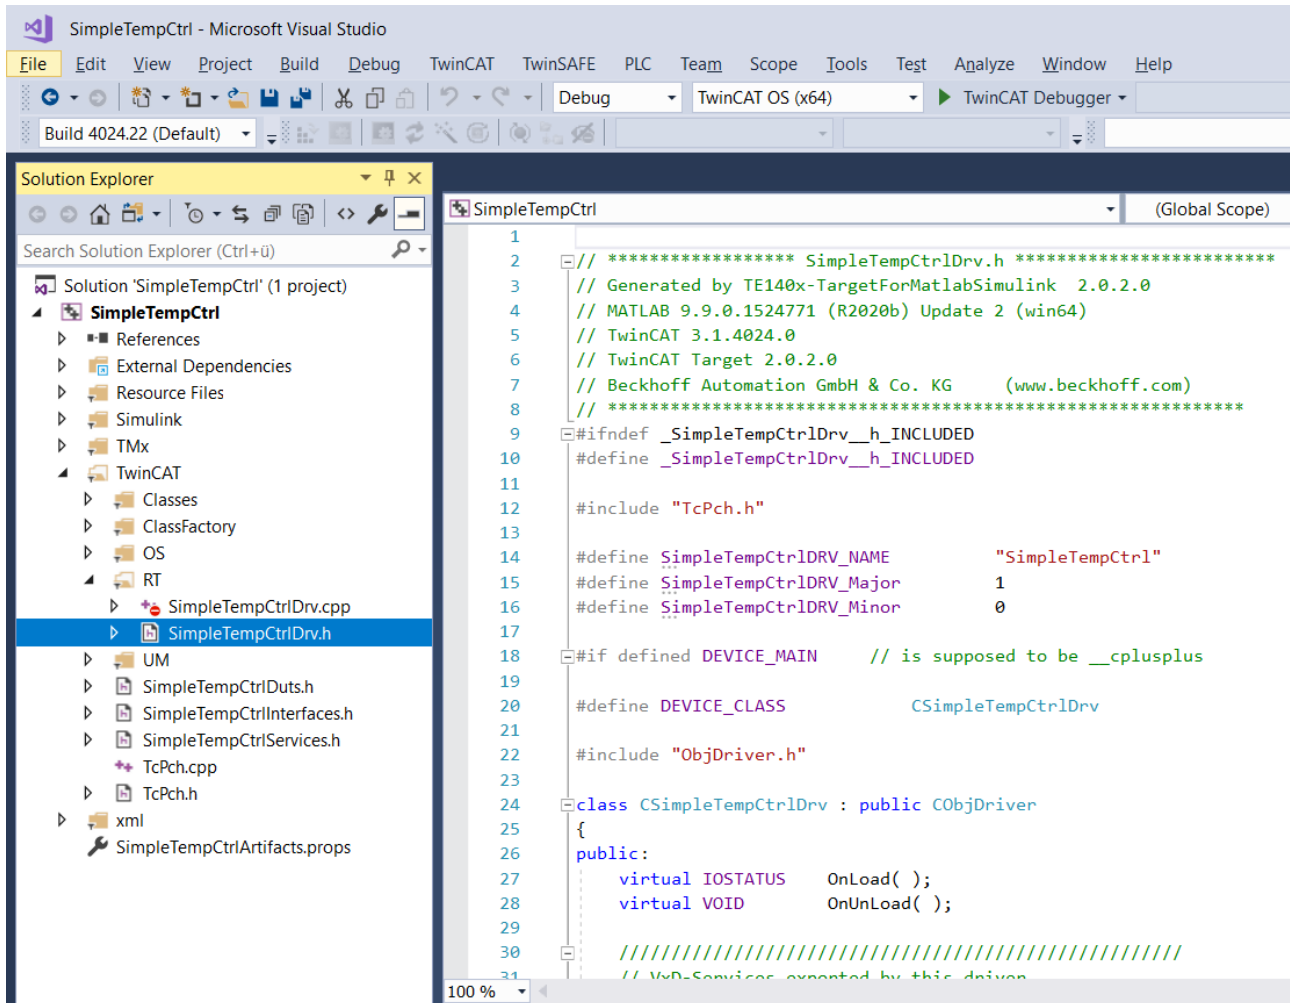 SimpleTempCtrl - Microsoft Visual Studio
File Edit View Project Build Debug TwinCAT TwinSAFE PLC Team Scope Tools Test Analyze Window Help
Debug TwinCAT OS (x64) TwinCAT Debugger
Build 4024.22 (Default)
Solution Explorer
Search Solution Explorer (Ctrl+ü)
Solution 'SimpleTempCtrl' (1 project)
SimpleTempCtrl
References
External Dependencies
Resource Files
Simulink
TMx
TwinCAT
Classes
ClassFactory
OS
RT
SimpleTempCtrlDrv.cpp
SimpleTempCtrlDrv.h
UM
SimpleTempCtrlDuts.h
SimpleTempCtrlInterfaces.h
SimpleTempCtrlServices.h
TcPch.cpp
TcPch.h
xml
SimpleTempCtrlArtifacts.props
SimpleTempCtrl (Global Scope)
1
2 // ****************** SimpleTempCtrlDrv.h *************************
3 // Generated by TE140x-TargetForMatlabSimulink 2.0.2.0
4 // MATLAB 9.9.0.1524771 (R2020b) Update 2 (win64)
5 // TwinCAT 3.1.4024.0
6 // TwinCAT Target 2.0.2.0
7 // Beckhoff Automation GmbH & Co. KG (www.beckhoff.com)
8 // *************************************************************
9 #ifndef _SimpleTempCtrlDrv__h_INCLUDED
10 #define _SimpleTempCtrlDrv__h_INCLUDED
11
12 #include "TcPch.h"
13
14 #define SimpleTempCtrlDRV_NAME "SimpleTempCtrl"
15 #define SimpleTempCtrlDRV_Major 1
16 #define SimpleTempCtrlDRV_Minor 0
17
18 #if defined DEVICE_MAIN // is supposed to be __cplusplus
19
20 #define DEVICE_CLASS CSimpleTempCtrlDrv
21
22 #include "ObjDriver.h"
23
24 class CSimpleTempCtrlDrv : public CObjDriver
25 {
26 public:
27 virtual IOSTATUS OnLoad( );
28 virtual VOID OnUnLoad( );
29
30 //////////////////////////////////////////////////////
31 // VxD-Services exported by this driver
100 %